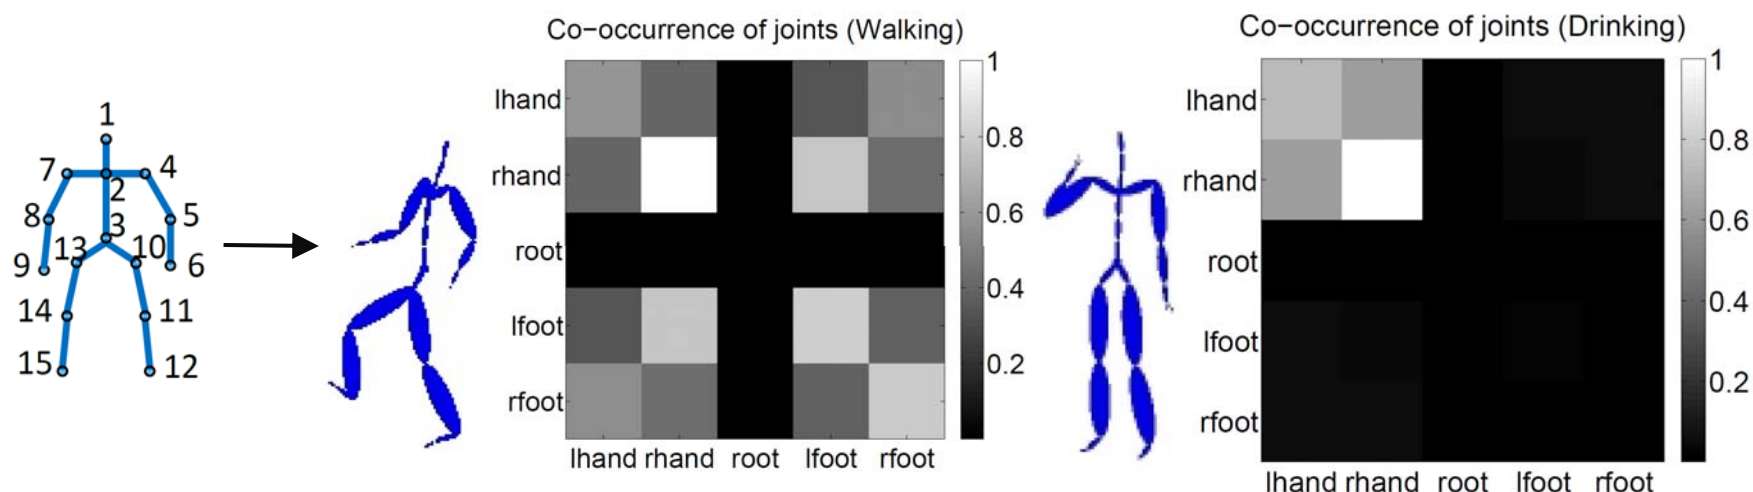 1
7
4
2
8
5
3
13
10
9
6
14
11
15
12
Co-occurrence of joints (Walking)
lhand
rhand
root
lfoot
rfoot
lhand rhand root lfoot rfoot
1
0.8
0.6
0.4
0.2
Co-occurrence of joints (Drinking)
lhand
rhand
root
lfoot
rfoot
lhand rhand root lfoot rfoot
1
0.8
0.6
0.4
0.2